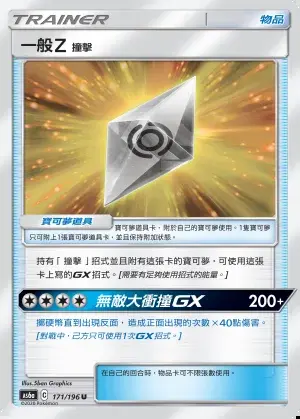 TRAINER 物品
一般Z 撞擊
寶可夢道具
寶可夢道具卡，附於自己的寶可夢使用。1隻寶可夢
只可附上1張寶可夢道具卡，並且保持附加狀態。
持有「撞擊」招式並且附有這張卡的寶可夢，可使用這張
卡上寫的GX招式。[需要有足夠使用招式的能量。]
無敵大衝撞GX 200+
擲硬幣直到出現反面，造成正面出現的次數×40點傷害。
[對戰中，己方只可使用1次GX招式。]
Illus. 5ban Graphics
AS6a C 171/196 U
©2020 Pokémon
在自己的回合時，物品卡可不限張數使用。